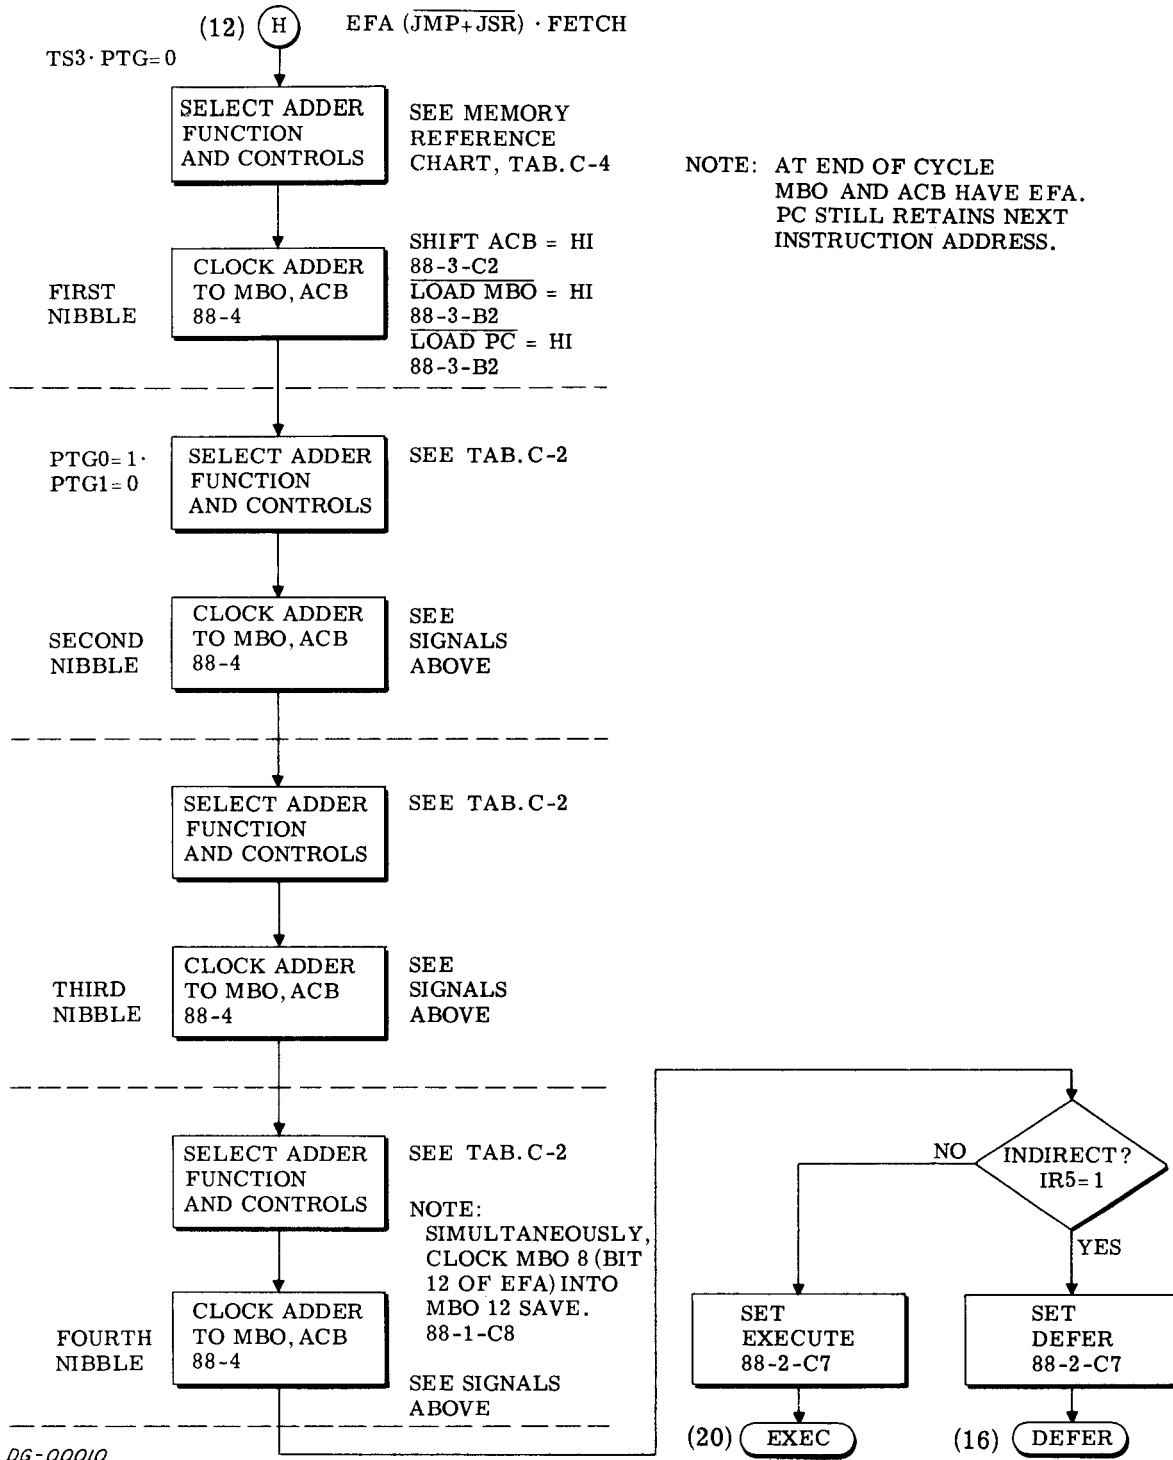 (12) H EFA (JMP+JSR) · FETCH
TS3· PTG=0
SELECT ADDER
FUNCTION
AND CONTROLS
SEE MEMORY
REFERENCE
CHART, TAB. C-4
NOTE: AT END OF CYCLE
MBO AND ACB HAVE EFA.
PC STILL RETAINS NEXT
INSTRUCTION ADDRESS.
FIRST
NIBBLE
CLOCK ADDER
TO MBO, ACB
88-4
SHIFT ACB = HI
88-3-C2
LOAD MBO = HI
88-3-B2
LOAD PC = HI
88-3-B2
PTG0=1·
PTG1=0
SELECT ADDER
FUNCTION
AND CONTROLS
SEE TAB. C-2
SECOND
NIBBLE
CLOCK ADDER
TO MBO, ACB
88-4
SEE
SIGNALS
ABOVE
SELECT ADDER
FUNCTION
AND CONTROLS
SEE TAB. C-2
THIRD
NIBBLE
CLOCK ADDER
TO MBO, ACB
88-4
SEE
SIGNALS
ABOVE
SELECT ADDER
FUNCTION
AND CONTROLS
SEE TAB. C-2
NOTE:
SIMULTANEOUSLY,
CLOCK MBO 8 (BIT
12 OF EFA) INTO
MBO 12 SAVE.
88-1-C8
FOURTH
NIBBLE
CLOCK ADDER
TO MBO, ACB
88-4
SEE SIGNALS
ABOVE
INDIRECT?
IR5=1
NO
YES
SET
EXECUTE
88-2-C7
SET
DEFER
88-2-C7
(20) EXEC
(16) DEFER
DG-00010